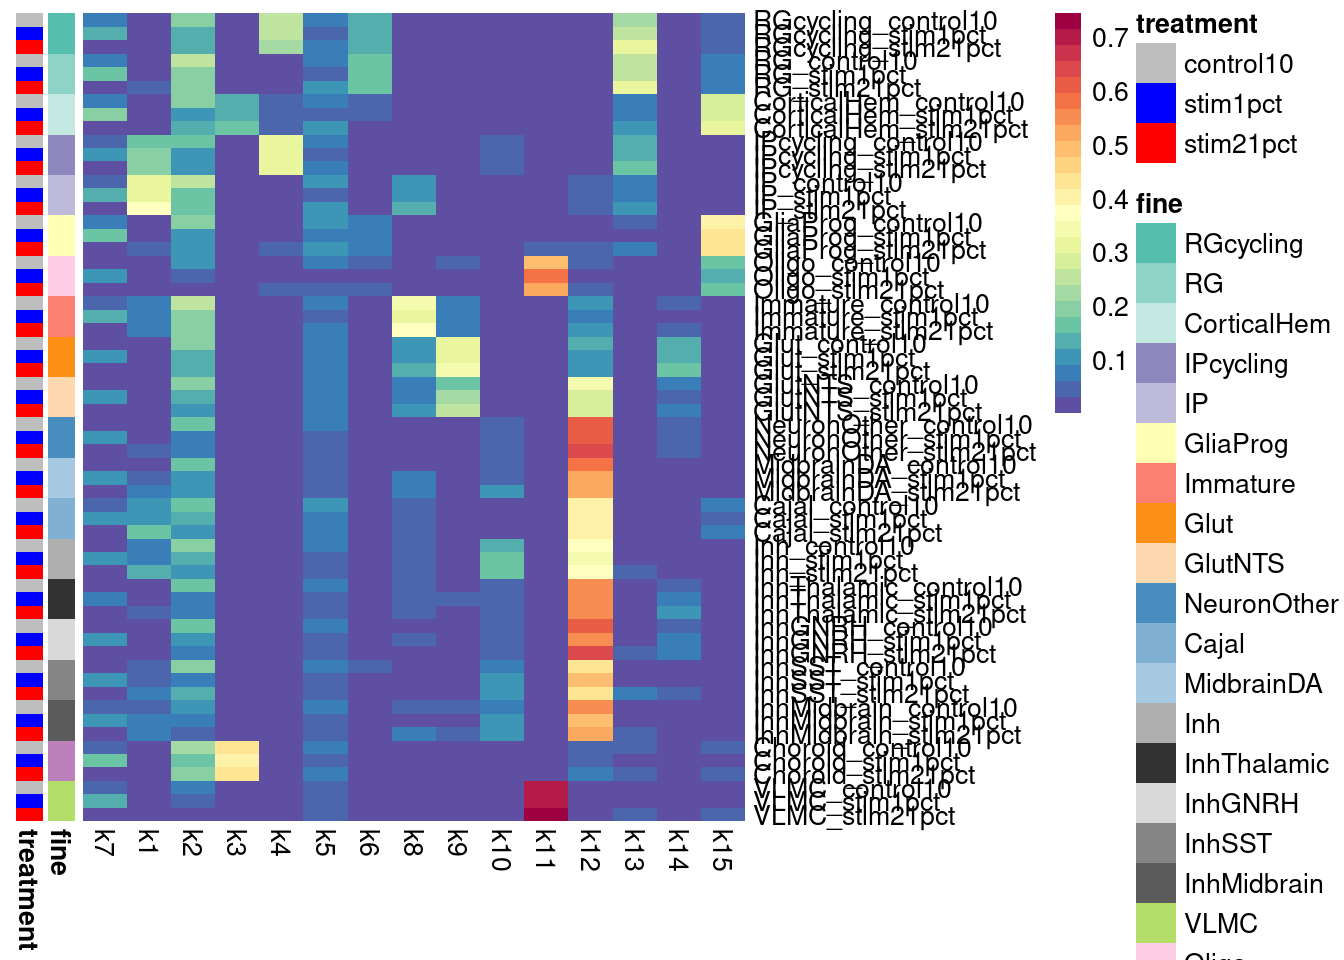 RGcycling_control10
RGcycling_stim1pct
RGcycling_stim21pct
RG_control10
RG_stim1pct
RG_stim21pct
CorticalHem_control10
CorticalHem_stim1pct
CorticalHem_stim21pct
IPcycling_control10
IPcycling_stim1pct
IPcycling_stim21pct
IP_control10
IP_stim1pct
IP_stim21pct
GliaProg_control10
GliaProg_stim1pct
GliaProg_stim21pct
Oligo_control10
Oligo_stim1pct
Oligo_stim21pct
Immature_control10
Immature_stim1pct
Immature_stim21pct
Glut_control10
Glut_stim1pct
Glut_stim21pct
GlutNTS_control10
GlutNTS_stim1pct
GlutNTS_stim21pct
NeuronOther_control10
NeuronOther_stim1pct
NeuronOther_stim21pct
MidbrainDA_control10
MidbrainDA_stim1pct
MidbrainDA_stim21pct
Cajal_control10
Cajal_stim1pct
Cajal_stim21pct
Inh_control10
Inh_stim1pct
Inh_stim21pct
InhThalamic_control10
InhThalamic_stim1pct
InhThalamic_stim21pct
InhGNRH_control10
InhGNRH_stim1pct
InhGNRH_stim21pct
InhSST_control10
InhSST_stim1pct
InhSST_stim21pct
InhMidbrain_control10
InhMidbrain_stim1pct
InhMidbrain_stim21pct
Choroid_control10
Choroid_stim1pct
Choroid_stim21pct
VLMC_control10
VLMC_stim1pct
VLMC_stim21pct
treatment
fine
k7
k1
k2
k3
k4
k5
k6
k8
k9
k10
k11
k12
k13
k14
k15
0.7
0.6
0.5
0.4
0.3
0.2
0.1
treatment
control10
stim1pct
stim21pct
fine
RGcycling
RG
CorticalHem
IPcycling
IP
GliaProg
Immature
Glut
GlutNTS
NeuronOther
Cajal
MidbrainDA
Inh
InhThalamic
InhGNRH
InhSST
InhMidbrain
VLMC
Oligo